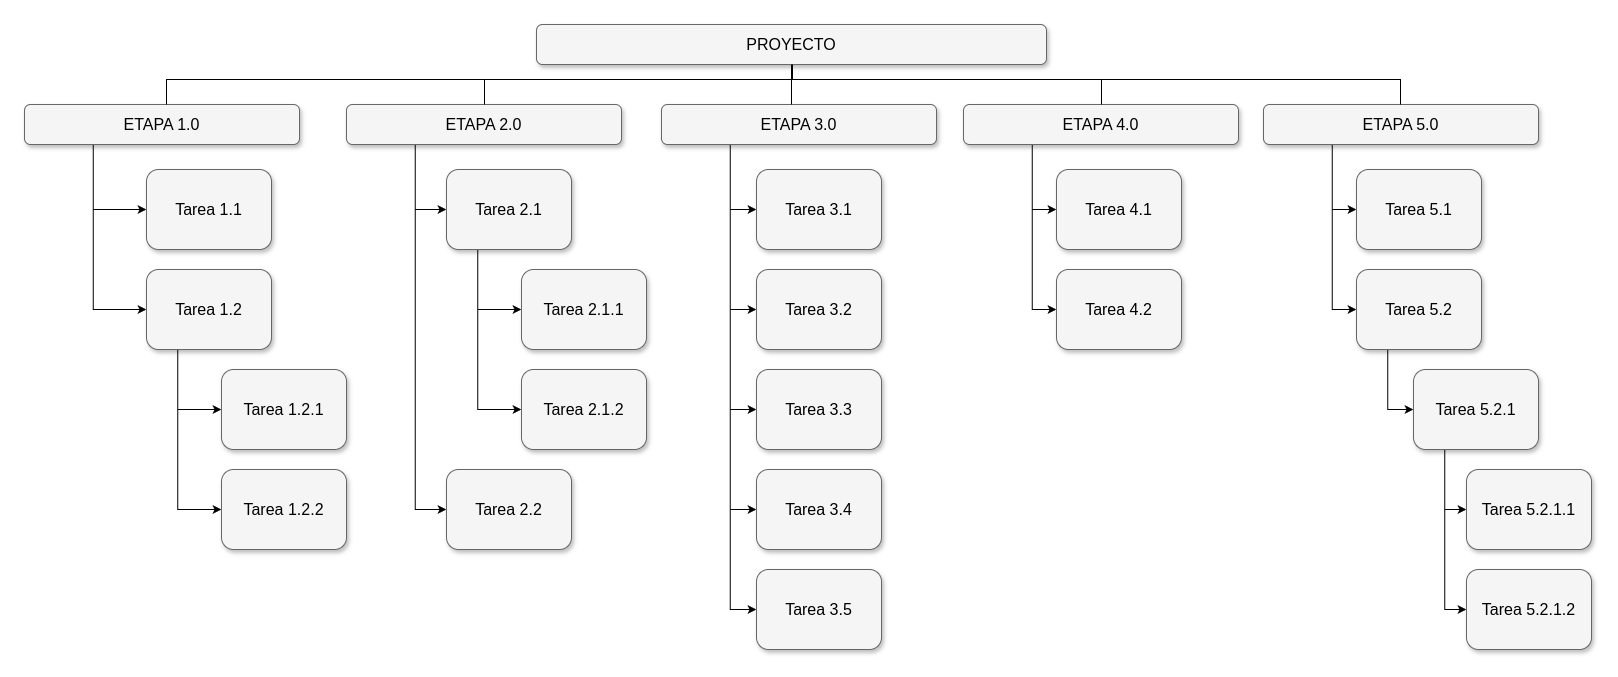 PROYECTO
ETAPA 1.0
ETAPA 2.0
ETAPA 3.0
ETAPA 4.0
ETAPA 5.0
Tarea 1.1
Tarea 1.2
Tarea 1.2.1
Tarea 1.2.2
Tarea 2.1
Tarea 2.1.1
Tarea 2.1.2
Tarea 2.2
Tarea 3.1
Tarea 3.2
Tarea 3.3
Tarea 3.4
Tarea 3.5
Tarea 4.1
Tarea 4.2
Tarea 5.1
Tarea 5.2
Tarea 5.2.1
Tarea 5.2.1.1
Tarea 5.2.1.2